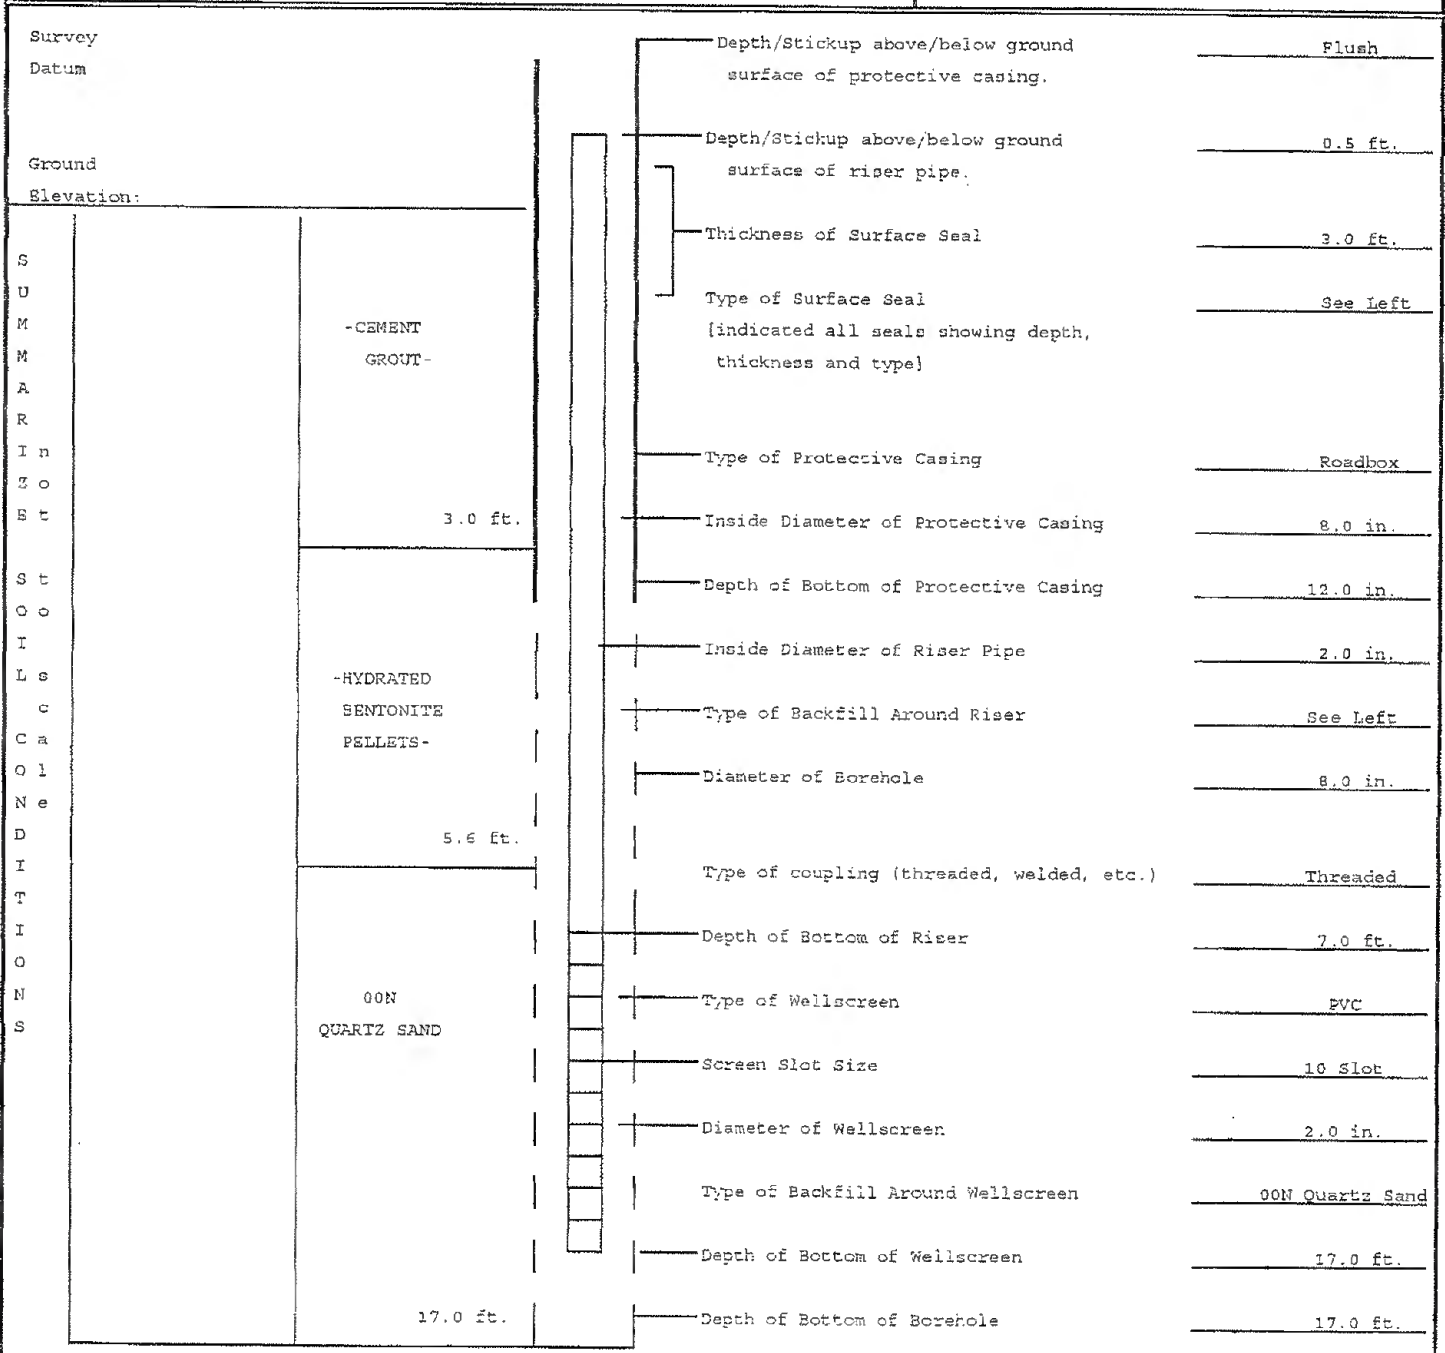 Survey
Datum
Ground
Elevation:
SUMMARIZE SOIL CONDITIONS
not to scale
-CEMENT
GROUT-
3.0 ft.
-HYDRATED
BENTONITE
PELLETS-
5.6 ft.
00N
QUARTZ SAND
17.0 ft.
Depth/Stickup above/below ground Flush
surface of protective casing.
Depth/Stickup above/below ground 0.5 ft.
surface of riser pipe.
Thickness of Surface Seal 3.0 ft.
Type of Surface Seal See Left
[indicated all seals showing depth,
thickness and type]
Type of Protective Casing Roadbox
Inside Diameter of Protective Casing 8.0 in.
Depth of Bottom of Protective Casing 12.0 in.
Inside Diameter of Riser Pipe 2.0 in.
Type of Backfill Around Riser See Left
Diameter of Borehole 8.0 in.
Type of coupling (threaded, welded, etc.) Threaded
Depth of Bottom of Riser 7.0 ft.
Type of Wellscreen PVC
Screen Slot Size 10 Slot
Diameter of Wellscreen 2.0 in.
Type of Backfill Around Wellscreen 00N Quartz Sand
Depth of Bottom of Wellscreen 17.0 ft.
Depth of Bottom of Borehole 17.0 ft.